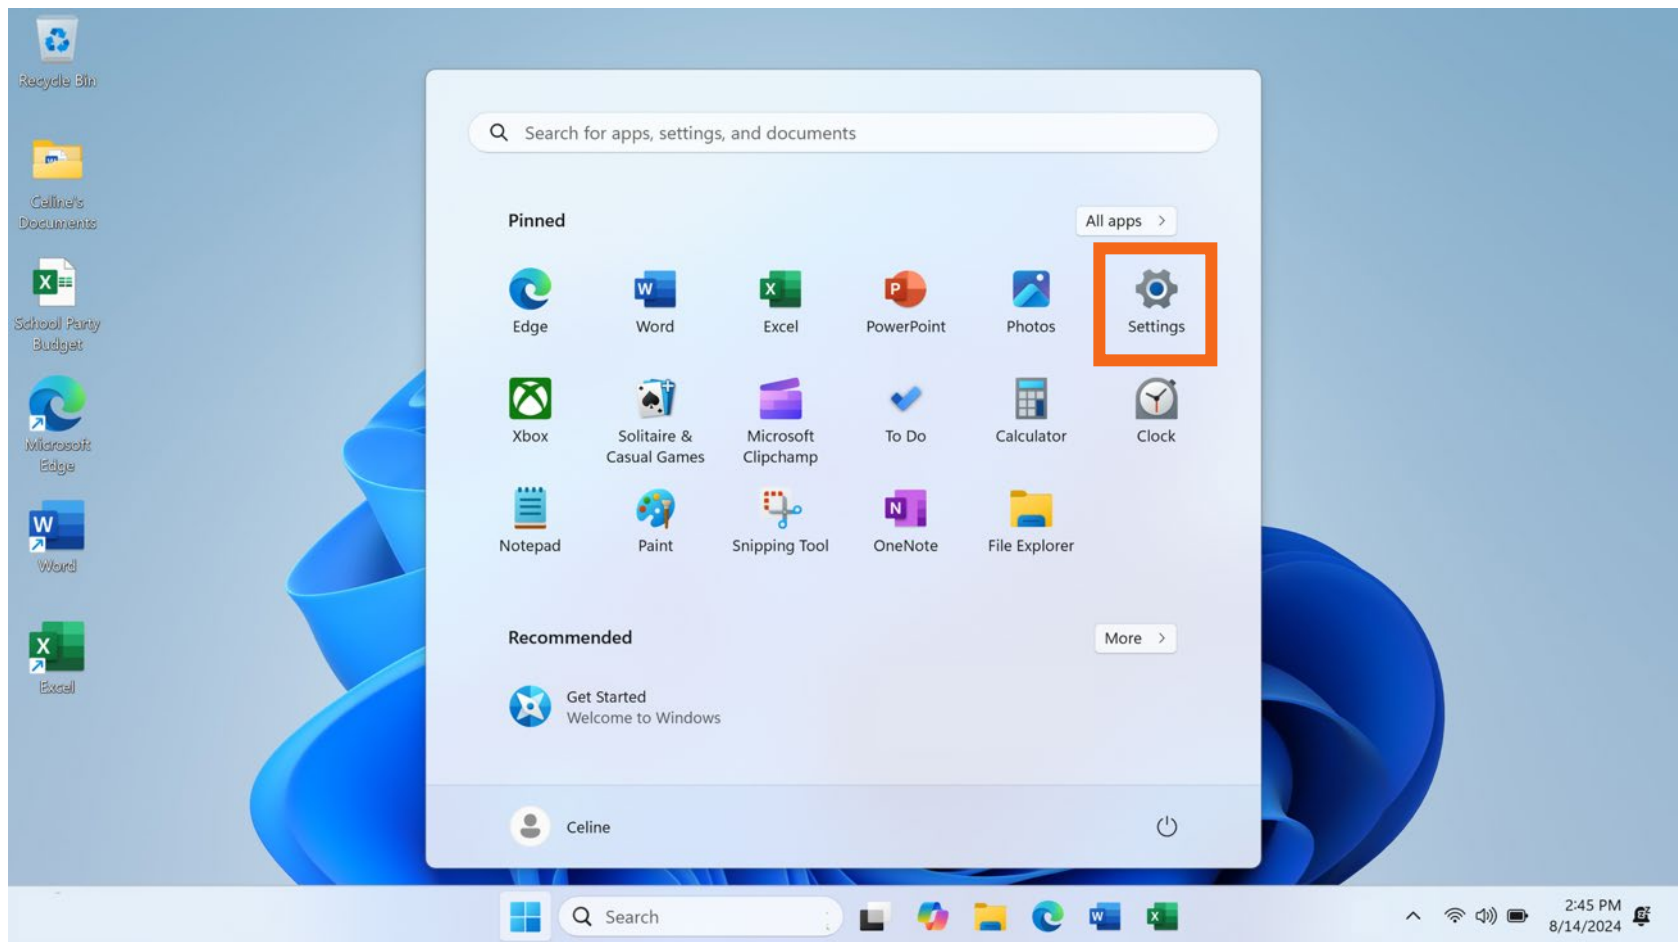 Recycle Bin
Celine's
Documents
School Party
Budget
Microsoft
Edge
Word
Excel
Search for apps, settings, and documents
Pinned
All apps
Edge
Word
Excel
PowerPoint
Photos
Settings
Xbox
Solitaire &
Casual Games
Microsoft
Clipchamp
To Do
Calculator
Clock
Notepad
Paint
Snipping Tool
OneNote
File Explorer
Recommended
More
Get Started
Welcome to Windows
Celine
Search
2:45 PM
8/14/2024